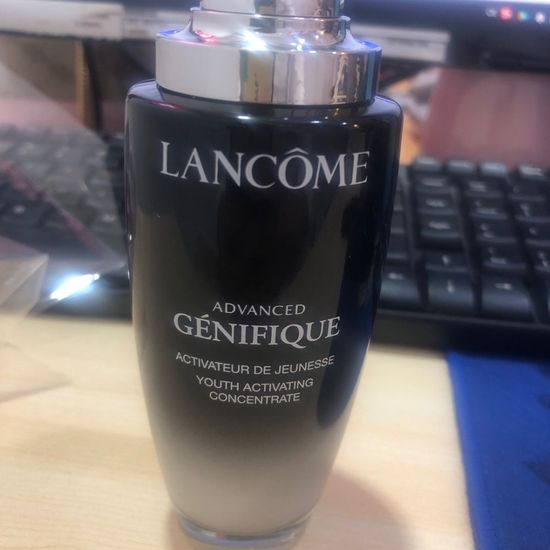 LANCÔME
ADVANCED
GÉNIFIQUE
ACTIVATEUR DE JEUNESSE
YOUTH ACTIVATING
CONCENTRATE